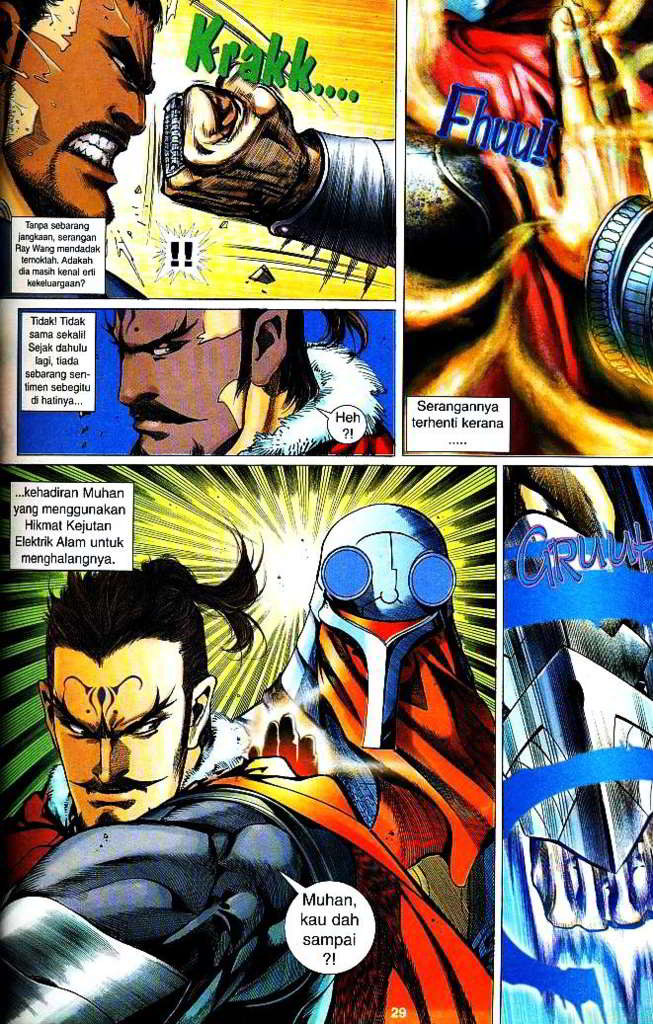 Krakk....
Tanpa sebarang
jangkaan, serangan
Ray Wang mendadak
ternoktah. Adakah
dia masih kenal erti
kekeluargaan?
!!
Fhuu!
Serangannya
terhenti kerana
.....
Tidak! Tidak
sama sekali!
Sejak dahulu
lagi, tiada
sebarang sen-
timen sebegitu
di hatinya...
Heh
?!
...kehadiran Muhan
yang menggunakan
Hikmat Kejutan
Elektrik Alam untuk
menghalangnya.
Muhan,
kau dah
sampai
?!
29